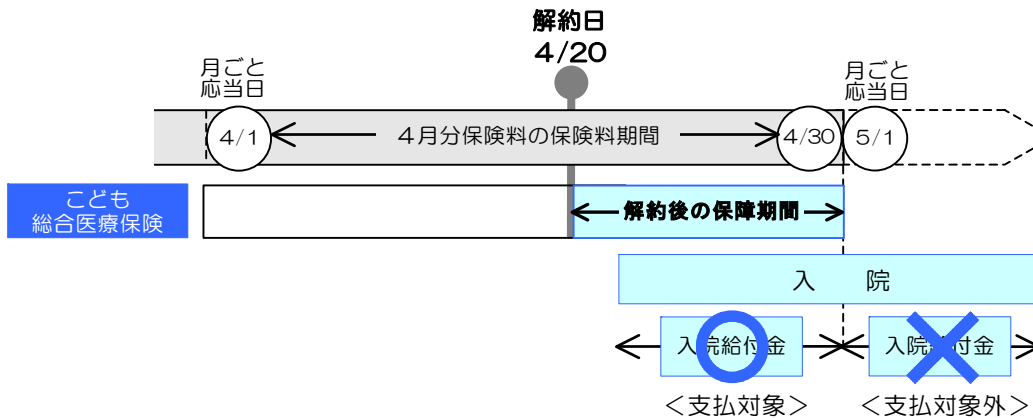 解約日
4/20
月ごと
応当日
月ごと
応当日
4/1
4月分保険料の保険料期間
4/30
5/1
こども
総合医療保険
解約後の保障期間
入 院
入院給付金
入院給付金
＜支払対象＞
＜支払対象外＞